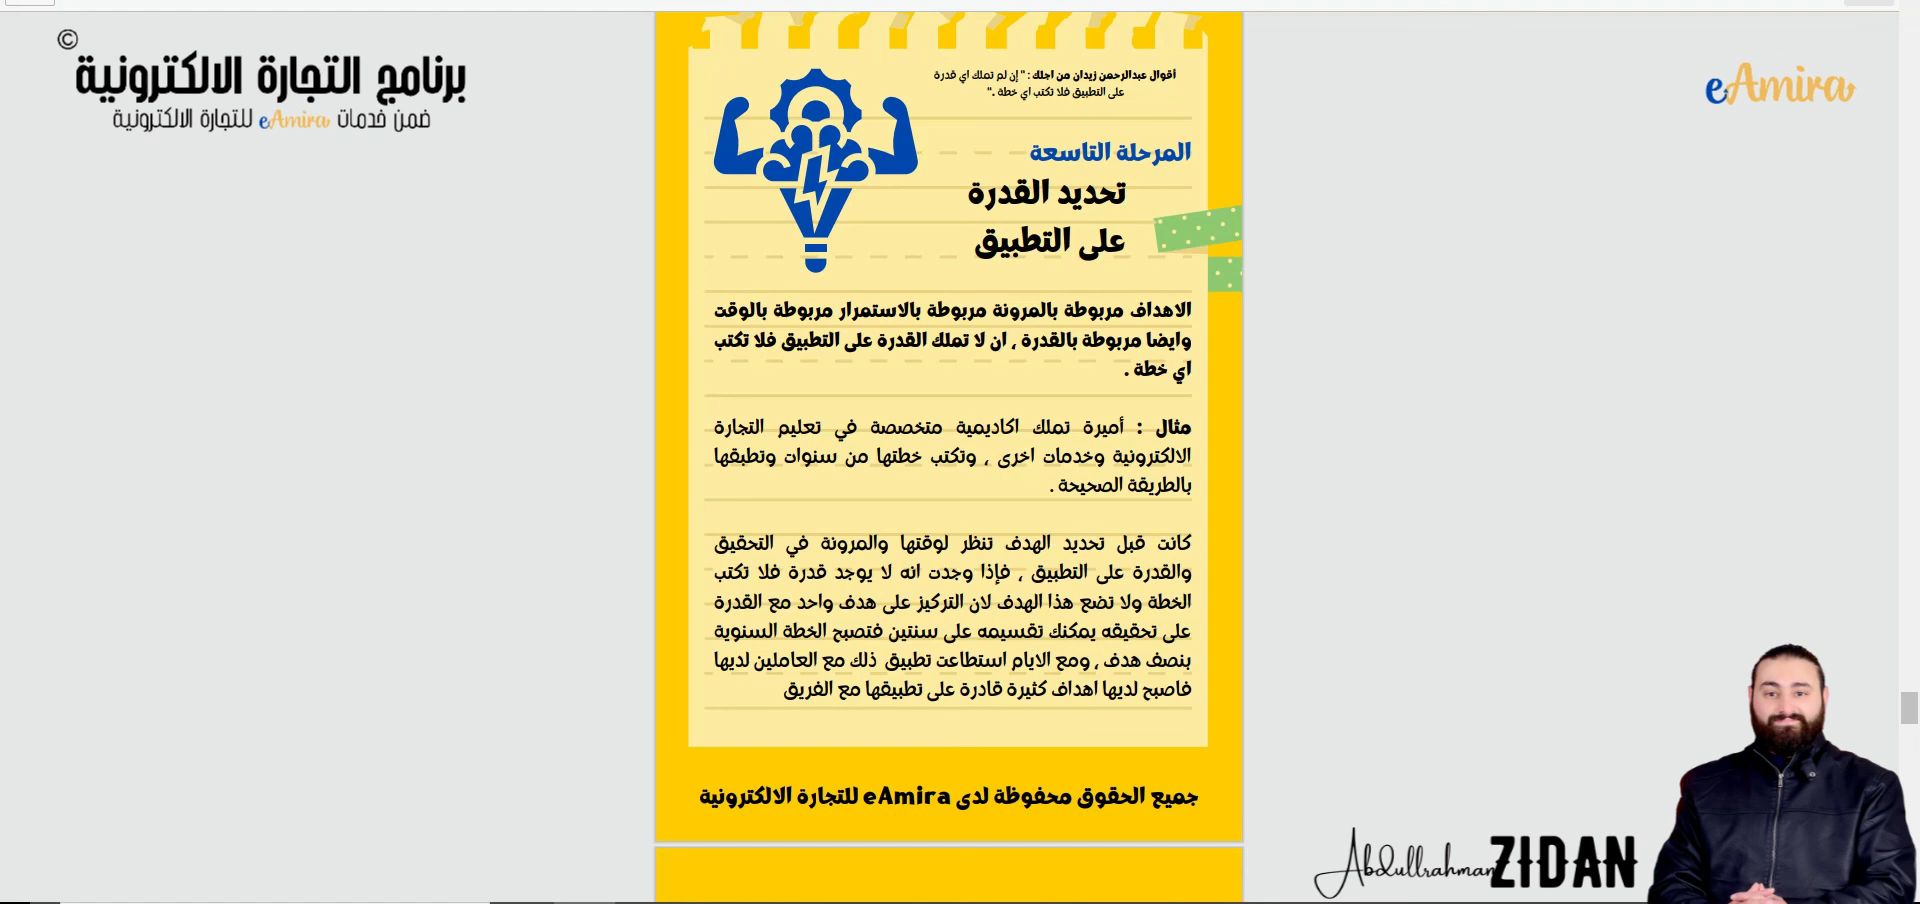 ©
برنامج التجارة الالكترونية
ضمن خدمات eAmira للتجارة الالكترونية
eAmira
أقوال عبدالرحمن زيدان من اجلك : " إن لم تملك اي قدرة
على التطبيق فلا تكتب اي خطة ."
المرحلة التاسعة
تحديد القدرة
على التطبيق
الاهداف مربوطة بالمرونة مربوطة بالاستمرار مربوطة بالوقت
وايضا مربوطة بالقدرة , ان لا تملك القدرة على التطبيق فلا تكتب
اي خطة .
مثال : أميرة تملك اكاديمية متخصصة في تعليم التجارة
الالكترونية وخدمات اخرى , وتكتب خطتها من سنوات وتطبقها
بالطريقة الصحيحة .
كانت قبل تحديد الهدف تنظر لوقتها والمرونة في التحقيق
والقدرة على التطبيق , فإذا وجدت انه لا يوجد قدرة فلا تكتب
الخطة ولا تضع هذا الهدف لان التركيز على هدف واحد مع القدرة
على تحقيقه يمكنك تقسيمه على سنتين فتصبح الخطة السنوية
بنصف هدف , ومع الايام استطاعت تطبيق ذلك مع العاملين لديها
فاصبح لديها اهداف كثيرة قادرة على تطبيقها مع الفريق
جميع الحقوق محفوظة لدى eAmira للتجارة الالكترونية
Abdullrahman ZIDAN